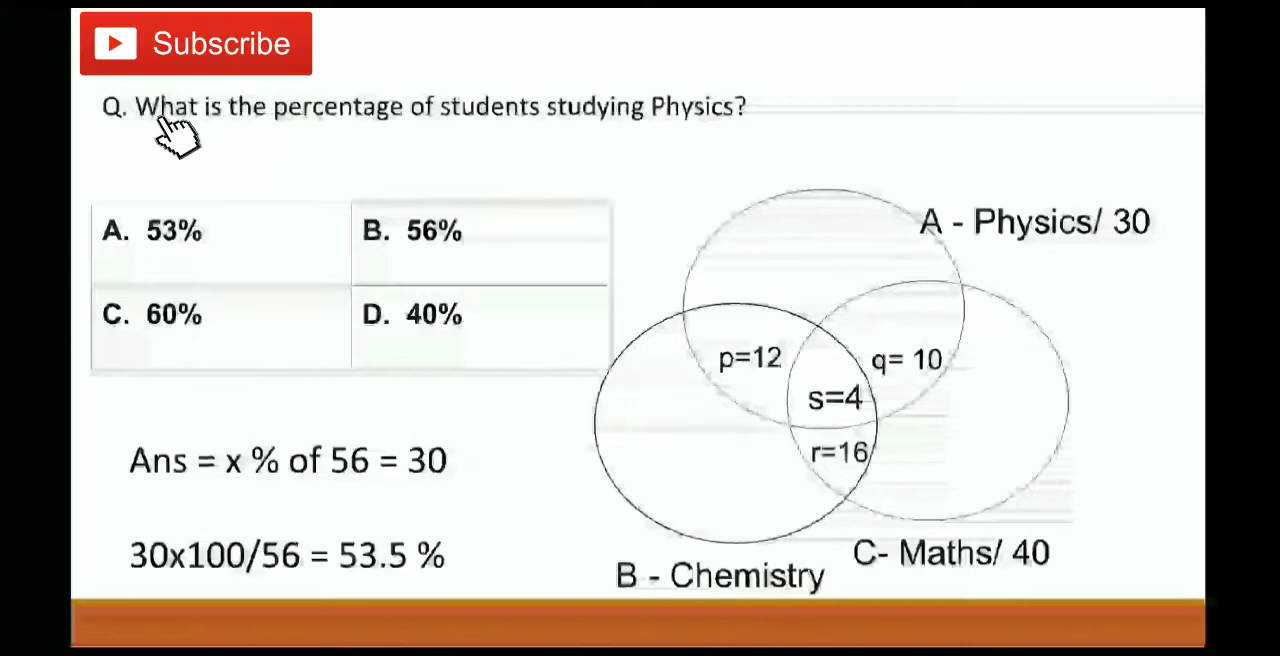 Subscribe
Q. What is the percentage of students studying Physics?
A. 53%
B. 56%
C. 60%
D. 40%
A - Physics/ 30
p=12
q= 10
s=4
r=16
Ans = x % of 56 = 30
30x100/56 = 53.5 %
C- Maths/ 40
B - Chemistry